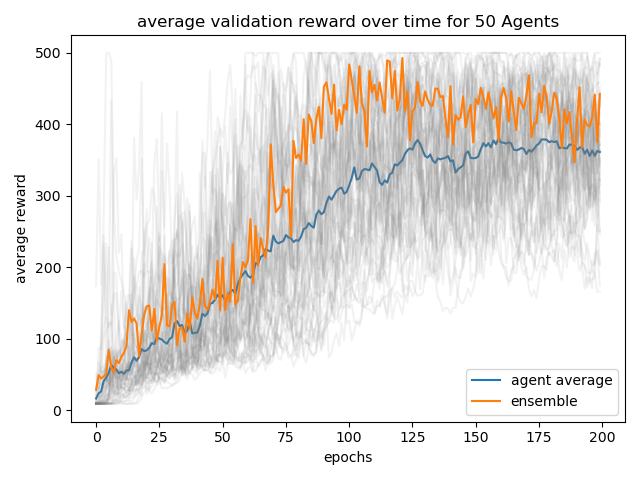 average validation reward over time for 50 Agents
average reward
500
400
300
200
100
0
agent average
ensemble
0 25 50 75 100 125 150 175 200
epochs